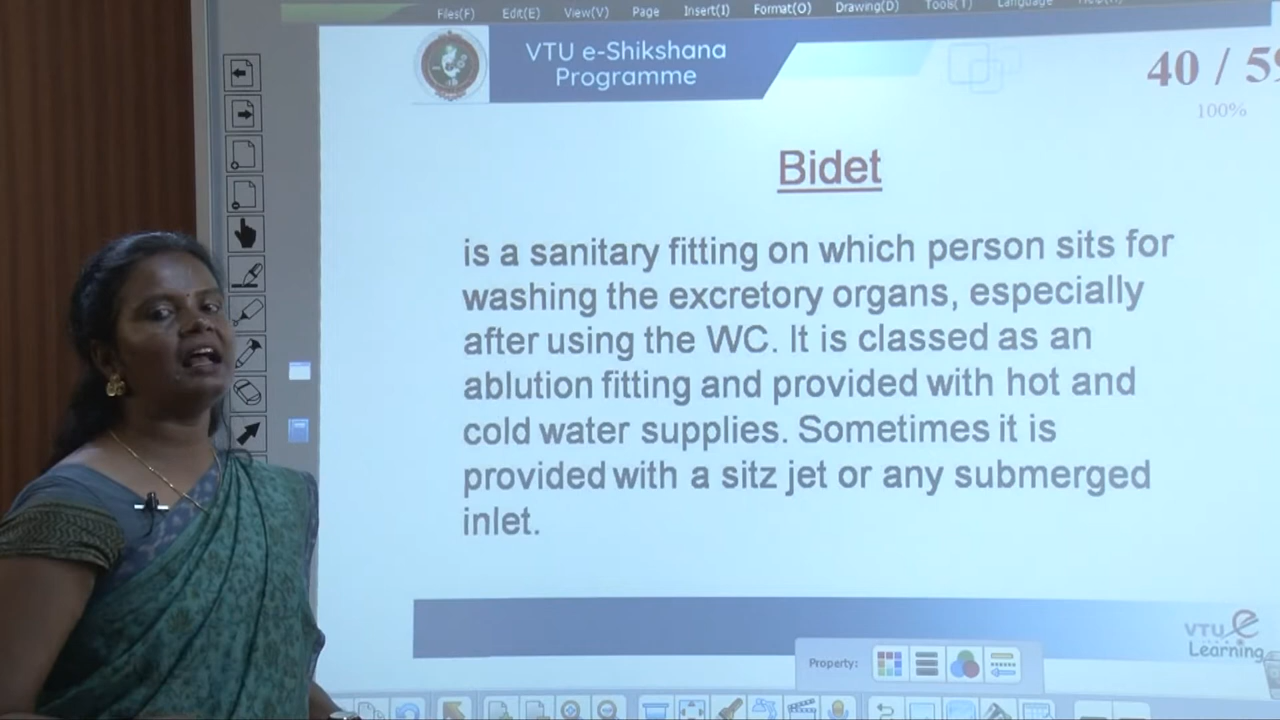 Files(F) Edit(E) View(V) Page Insert(I) Format(O) Drawing(D) Tools(T) Language
VTU e-Shikshana
Programme
40 / 59
100%
Bidet
is a sanitary fitting on which person sits for
washing the excretory organs, especially
after using the WC. It is classed as an
ablution fitting and provided with hot and
cold water supplies. Sometimes it is
provided with a sitz jet or any submerged
inlet.
VTU e
Learning
Property: